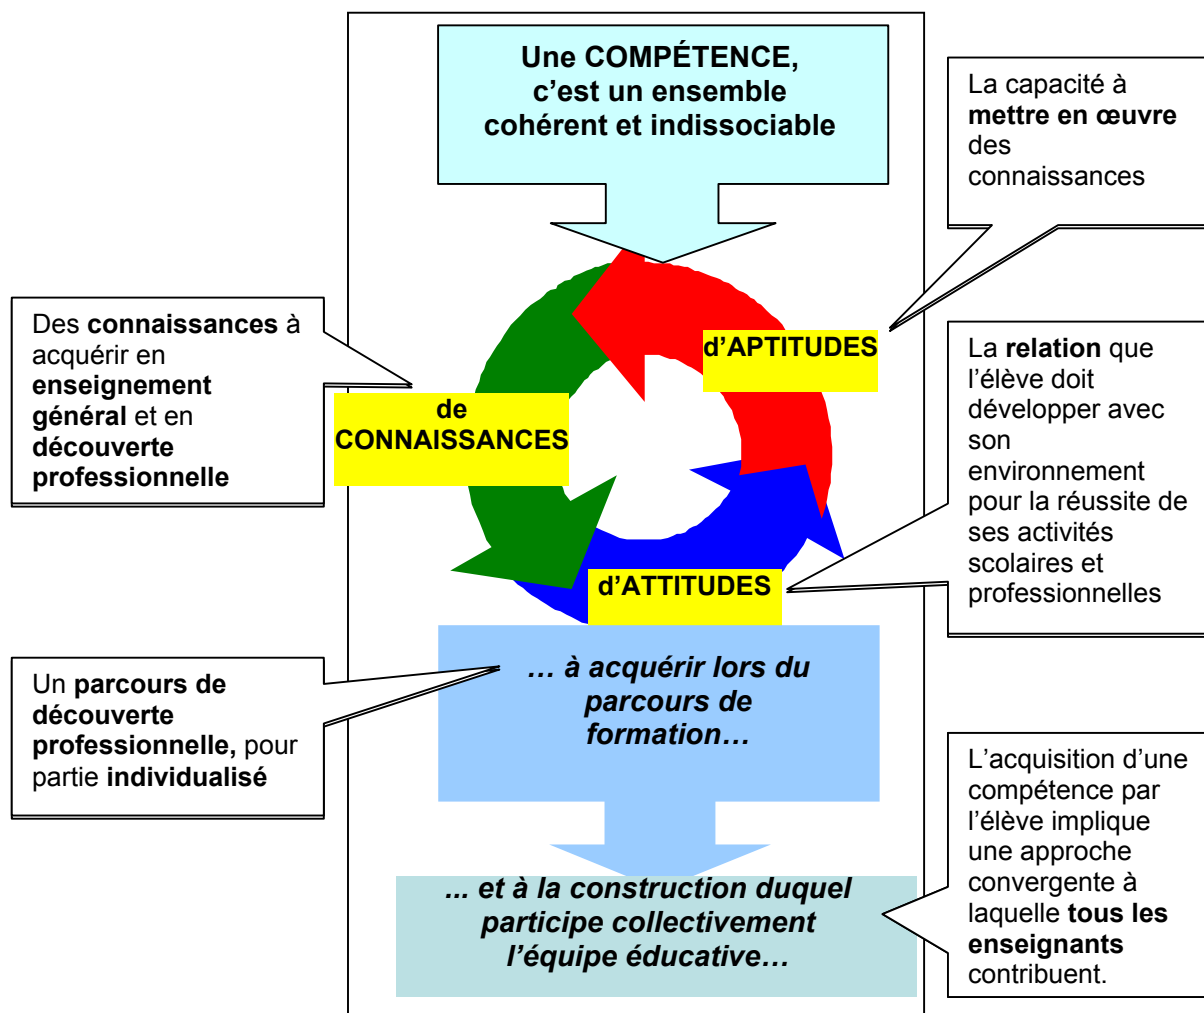 Une COMPÉTENCE,
c’est un ensemble
cohérent et indissociable
La capacité à
mettre en œuvre
des
connaissances
Des connaissances à
acquérir en
enseignement
général et en
découverte
professionnelle
d’APTITUDES
de
CONNAISSANCES
La relation que
l’élève doit
développer avec
son
environnement
pour la réussite de
ses activités
scolaires et
professionnelles
d’ATTITUDES
Un parcours de
découverte
professionnelle, pour
partie individualisé
… à acquérir lors du
parcours de
formation…
L’acquisition d’une
compétence par
l’élève implique
une approche
convergente à
laquelle tous les
enseignants
contribuent.
... et à la construction duquel
participe collectivement
l’équipe éducative…